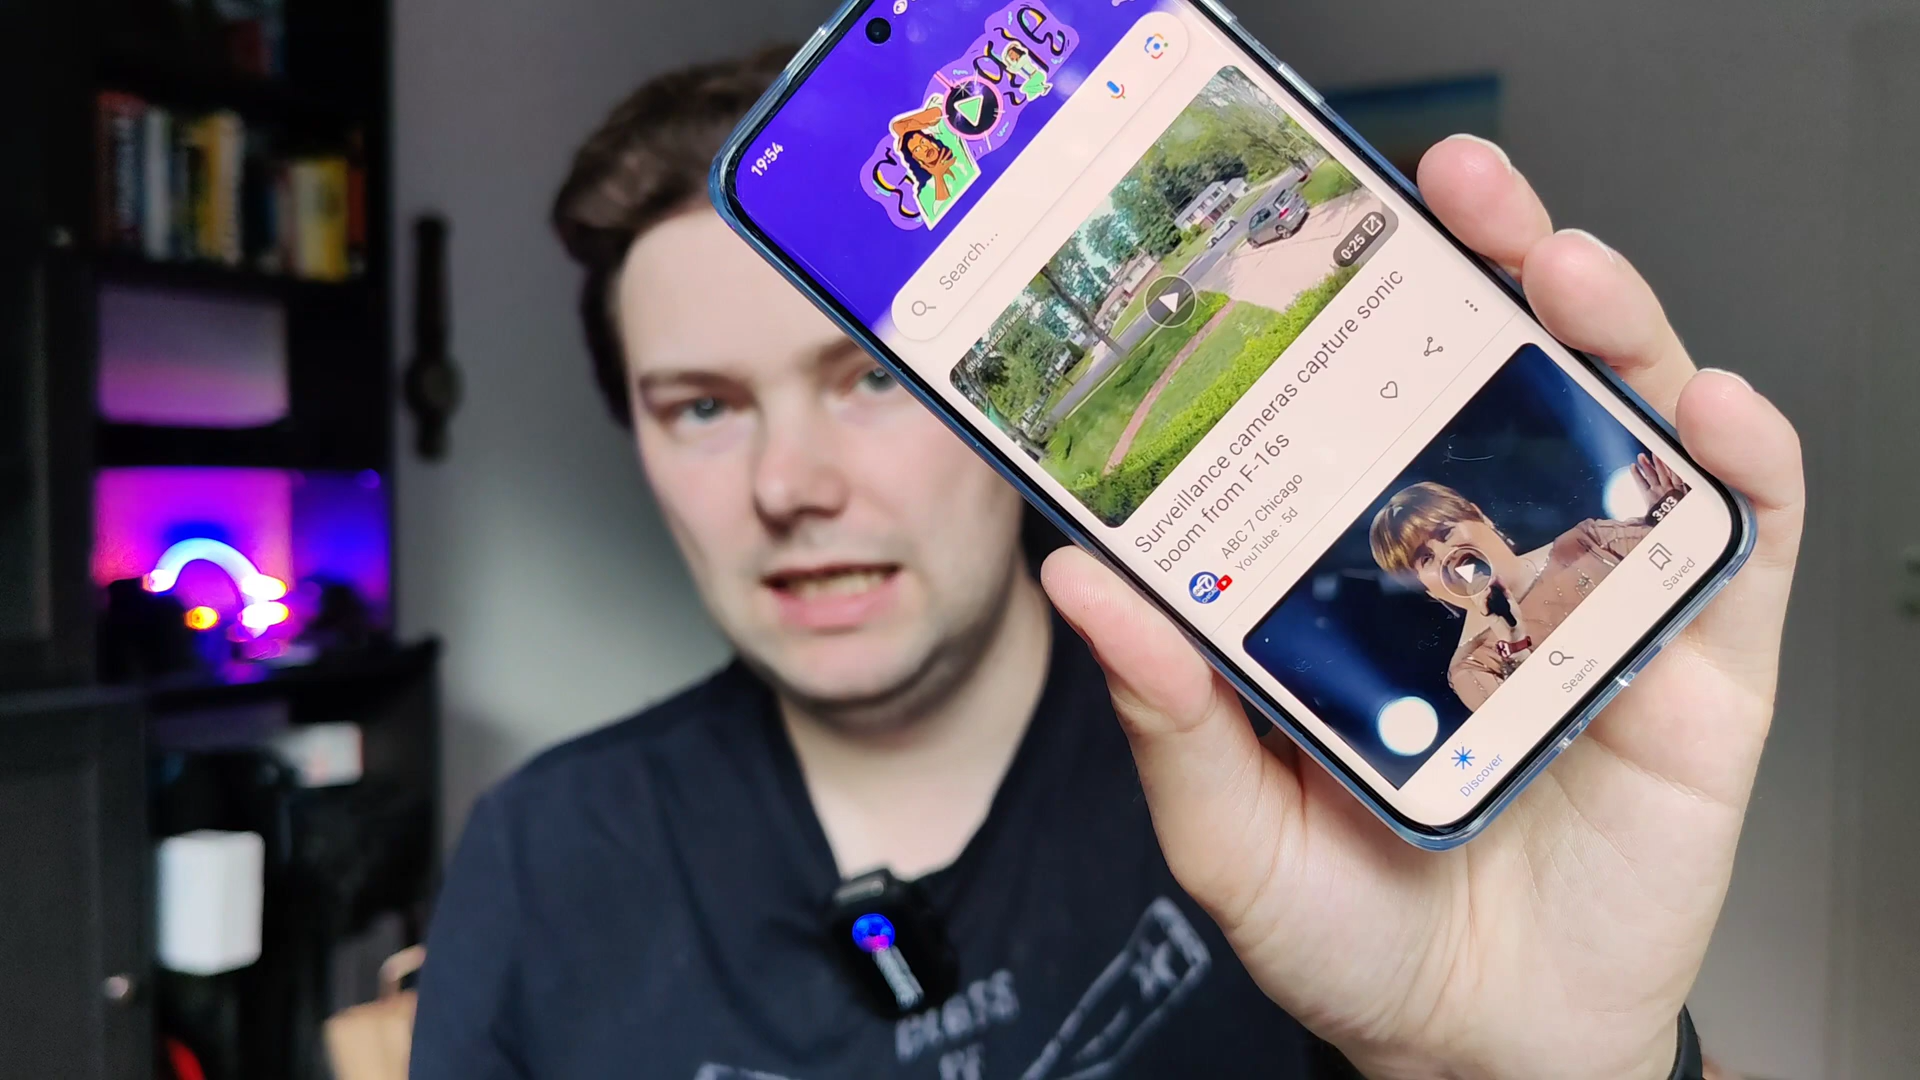 19:54
Google
Search...
0:25
Surveillance cameras capture sonic
boom from F-16s
ABC 7 Chicago
YouTube · 5d
3:03
Discover
Search
Saved